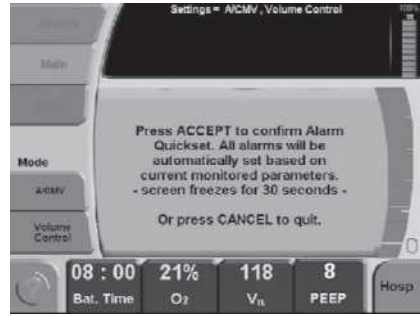 Settings = A/CMV , Volume Control
100%
Main
Press ACCEPT to confirm Alarm
Quickset. All alarms will be
automatically set based on
current monitored parameters.
- screen freezes for 30 seconds -
Or press CANCEL to quit.
Mode
A/CMV
Volume
Control
08 : 00
Bat. Time
21%
O₂
118
Vte
8
PEEP
Hosp
0